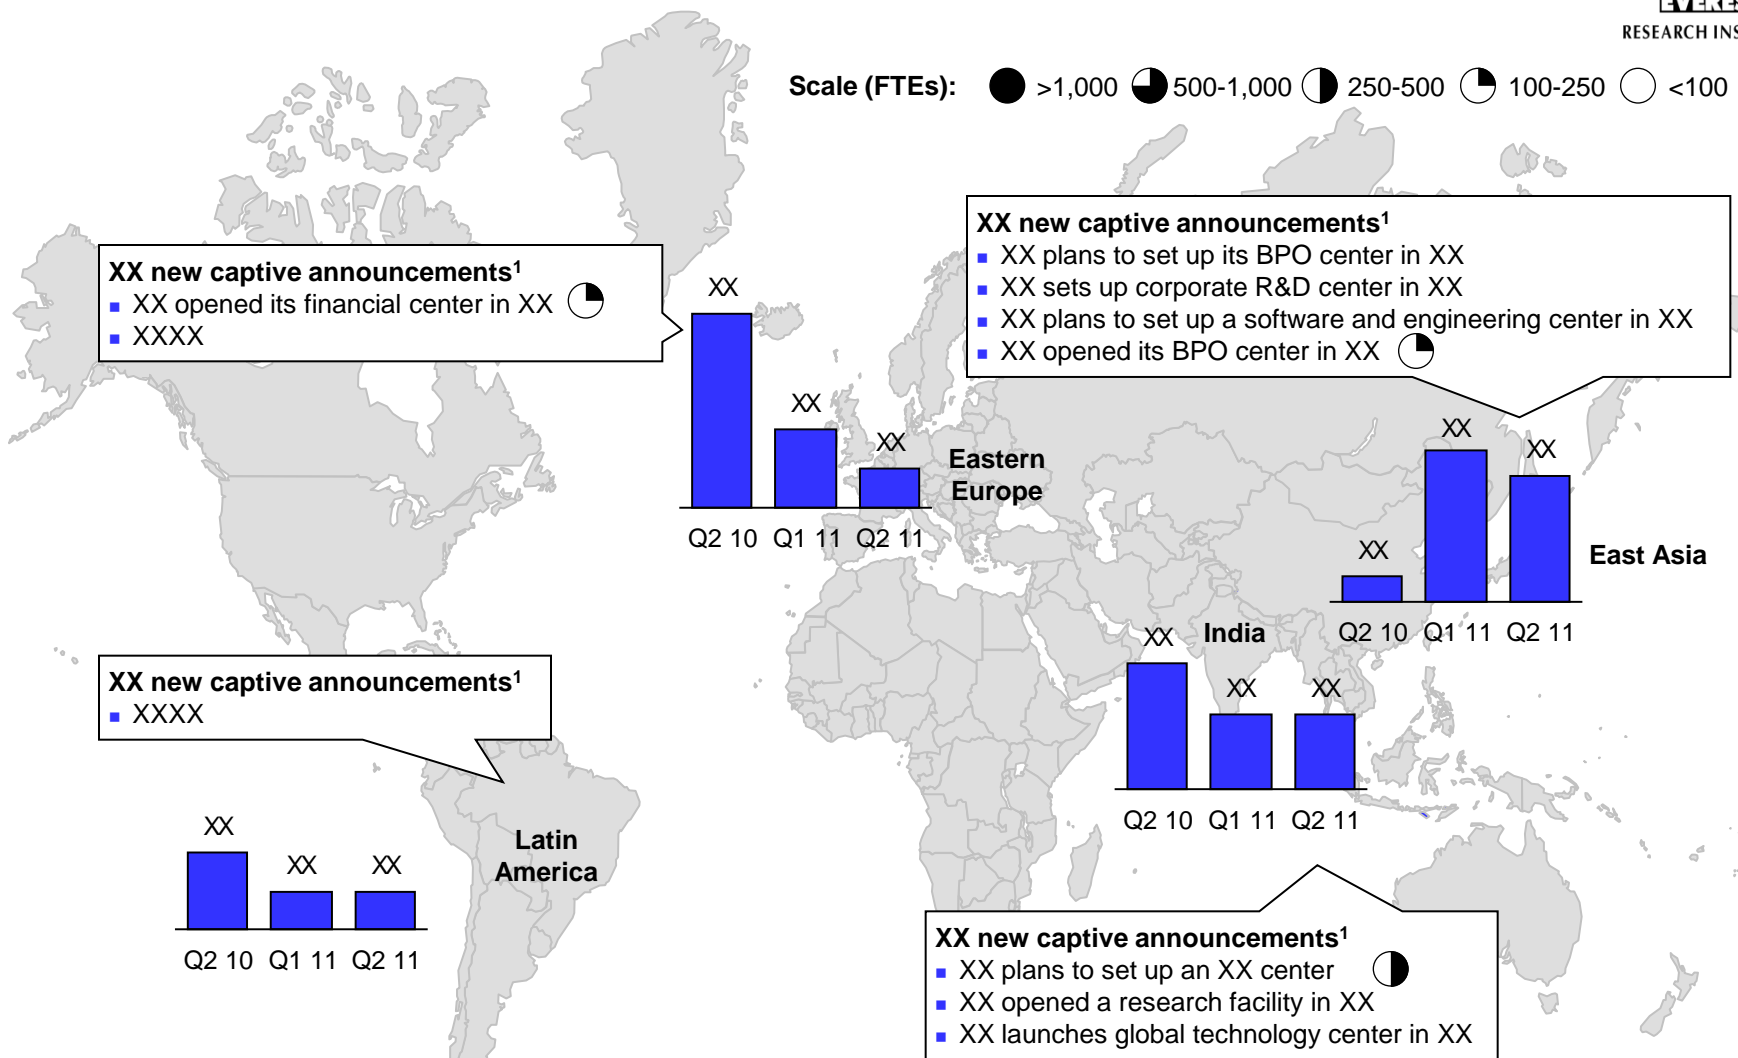 RESEARCH INS
Scale (FTEs): >1,000 500-1,000 250-500 100-250 <100
XX new captive announcements¹
XX plans to set up its BPO center in XX
XX sets up corporate R&D center in XX
XX plans to set up a software and engineering center in XX
XX opened its BPO center in XX
XX new captive announcements¹
XX opened its financial center in XX
XXXX
XX
XX
XX
Eastern
Europe
Q2 10 Q1 11 Q2 11
XX
XX
XX
East Asia
Q2 10 Q1 11 Q2 11
XX
India
XX
XX
Q2 10 Q1 11 Q2 11
XX new captive announcements¹
XXXX
XX
XX
XX
Latin
America
Q2 10 Q1 11 Q2 11
XX new captive announcements¹
XX plans to set up an XX center
XX opened a research facility in XX
XX launches global technology center in XX